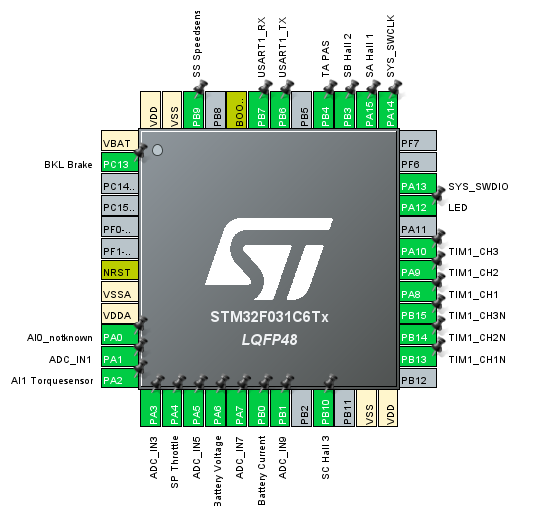 SS Speedsens
USART1_RX
USART1_TX
TA PAS
SB Hall 2
SA Hall 1
SYS_SWCLK
VDD
VSS
PB9
PB8
BOO..
PB7
PB6
PB5
PB4
PB3
PA15
PA14
VBAT
BKL Brake
PC13
PC14..
PC15..
PF0-..
PF1-..
NRST
VSSA
VDDA
AI0_notknown
PA0
ADC_IN1
PA1
AI1 Torquesensor
PA2
ST
STM32F031C6Tx
LQFP48
PF7
PF6
PA13
SYS_SWDIO
PA12
LED
PA11
PA10
TIM1_CH3
PA9
TIM1_CH2
PA8
TIM1_CH1
PB15
TIM1_CH3N
PB14
TIM1_CH2N
PB13
TIM1_CH1N
PB12
PA3
PA4
PA5
PA6
PA7
PB0
PB1
PB2
PB10
PB11
VSS
VDD
ADC_IN3
SP Throttle
ADC_IN5
Battery Voltage
ADC_IN7
Battery Current
ADC_IN9
SC Hall 3